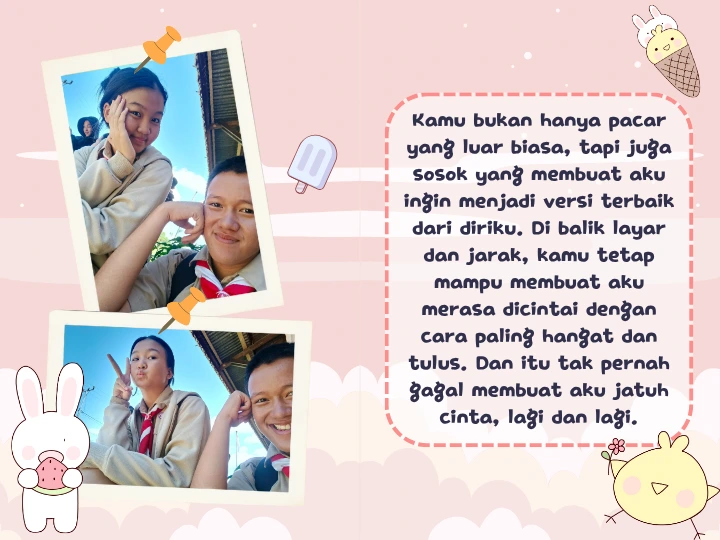 Kamu bukan hanya pacar
yang luar biasa, tapi juga
sosok yang membuat aku
ingin menjadi versi terbaik
dari diriku. Di balik layar
dan jarak, kamu tetap
mampu membuat aku
merasa dicintai dengan
cara paling hangat dan
tulus. Dan itu tak pernah
gagal membuat aku jatuh
cinta, lagi dan lagi.